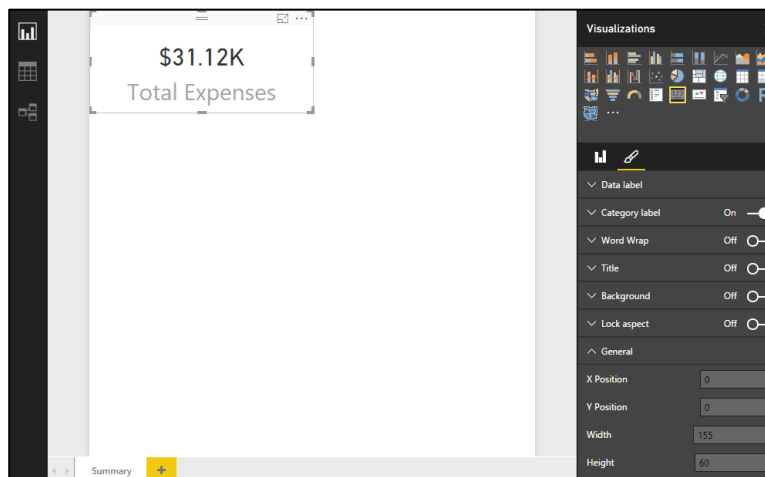 $31.12K
Total Expenses
Summary
Visualizations
Data label
Category label On
Word Wrap Off
Title Off
Background Off
Lock aspect Off
General
X Position 0
Y Position 0
Width 155
Height 60